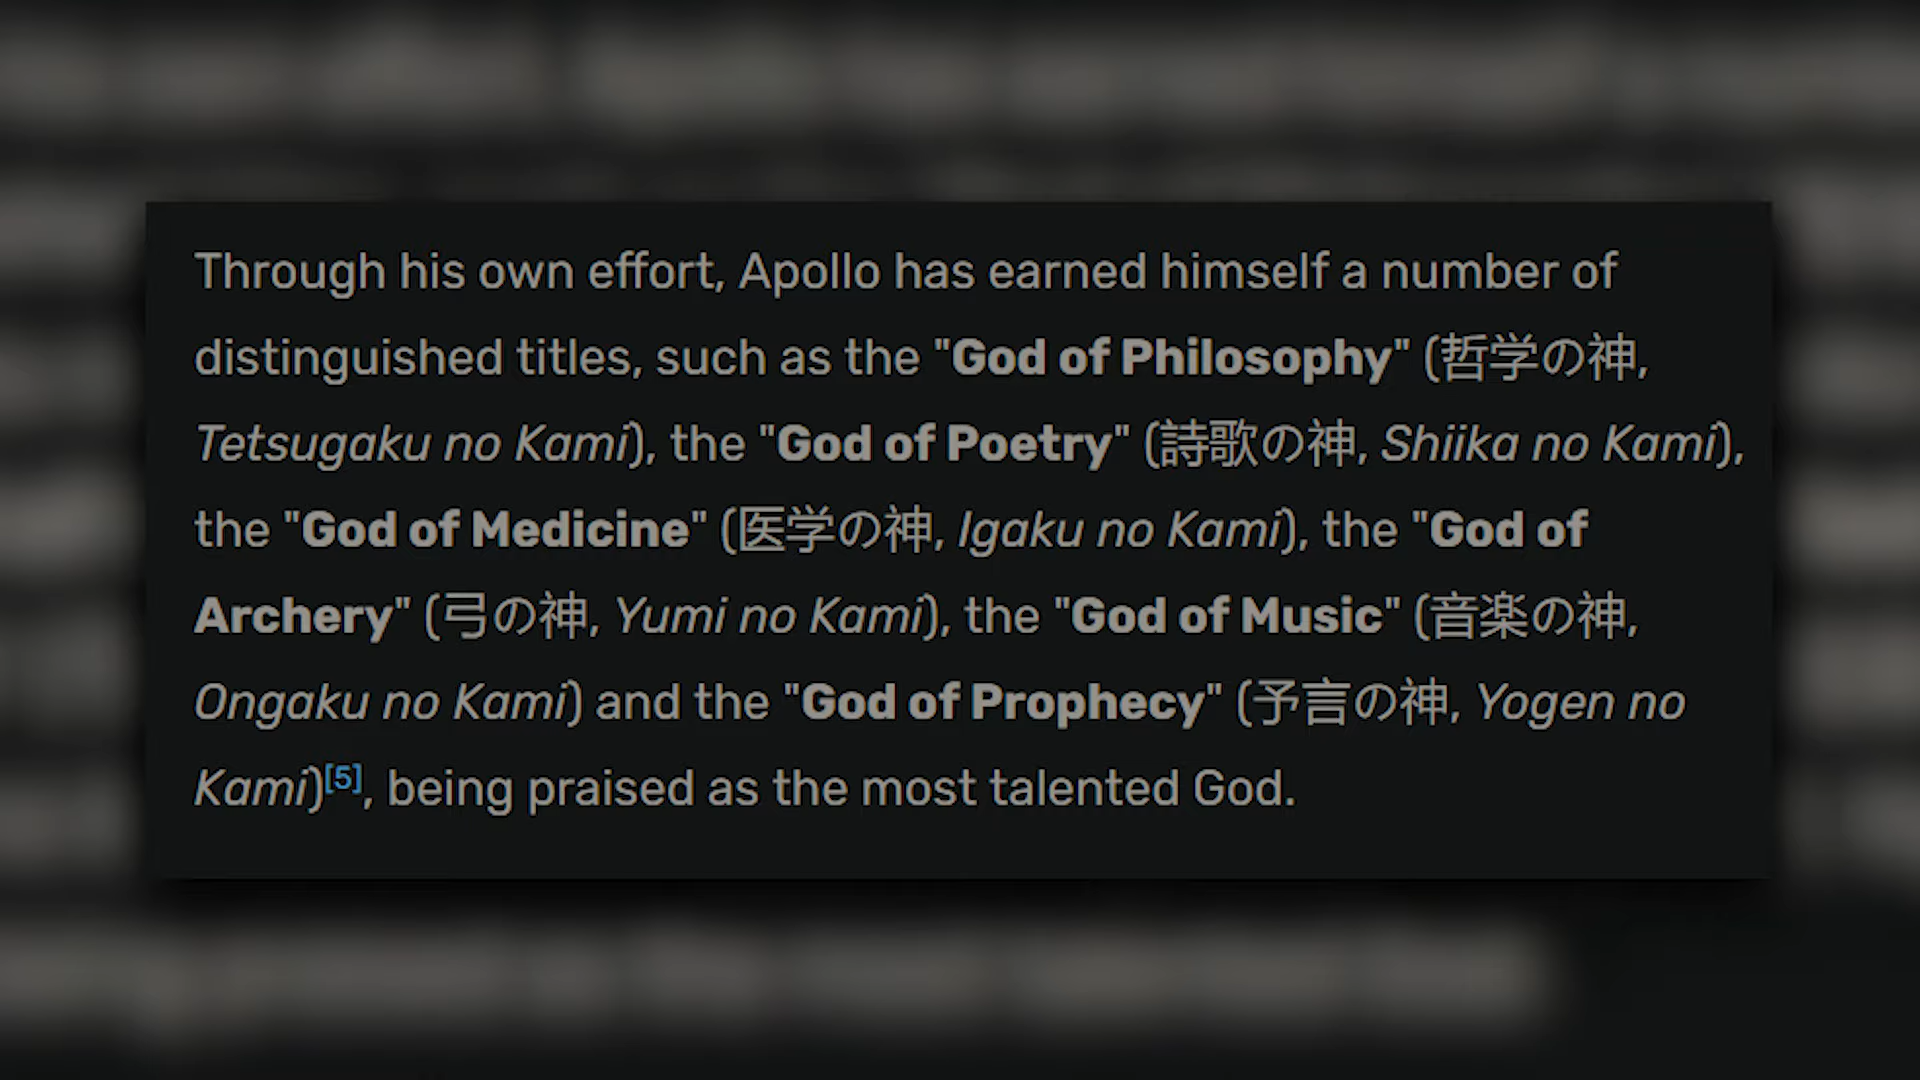 Through his own effort, Apollo has earned himself a number of
distinguished titles, such as the "God of Philosophy" (哲学の神,
Tetsugaku no Kami), the "God of Poetry" (詩歌の神, Shiika no Kami),
the "God of Medicine" (医学の神, Igaku no Kami), the "God of
Archery" (弓の神, Yumi no Kami), the "God of Music" (音楽の神,
Ongaku no Kami) and the "God of Prophecy" (予言の神, Yogen no
Kami)[5], being praised as the most talented God.